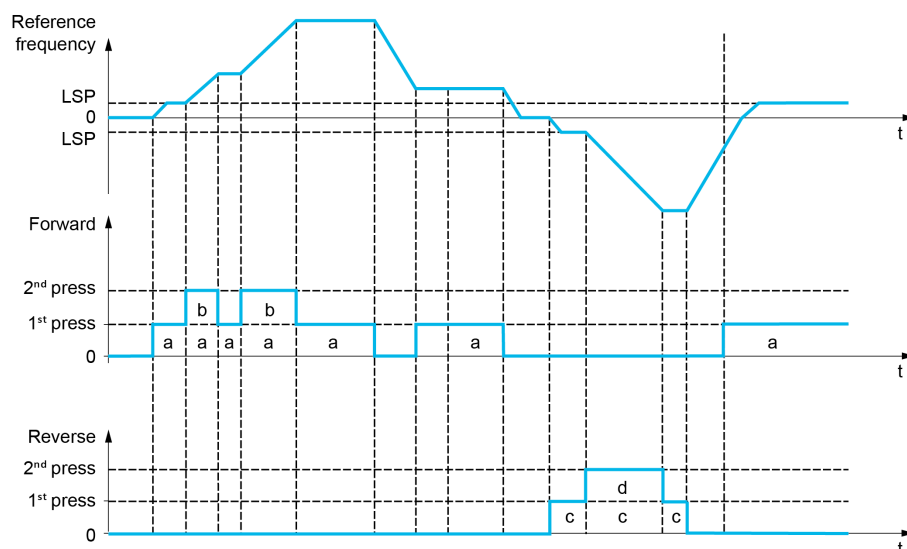 Reference
frequency
LSP
0
LSP
t
Forward
2nd press
1st press
0
b
b
a
a
a
a
a
a
a
t
Reverse
2nd press
1st press
0
d
c
c
c
t